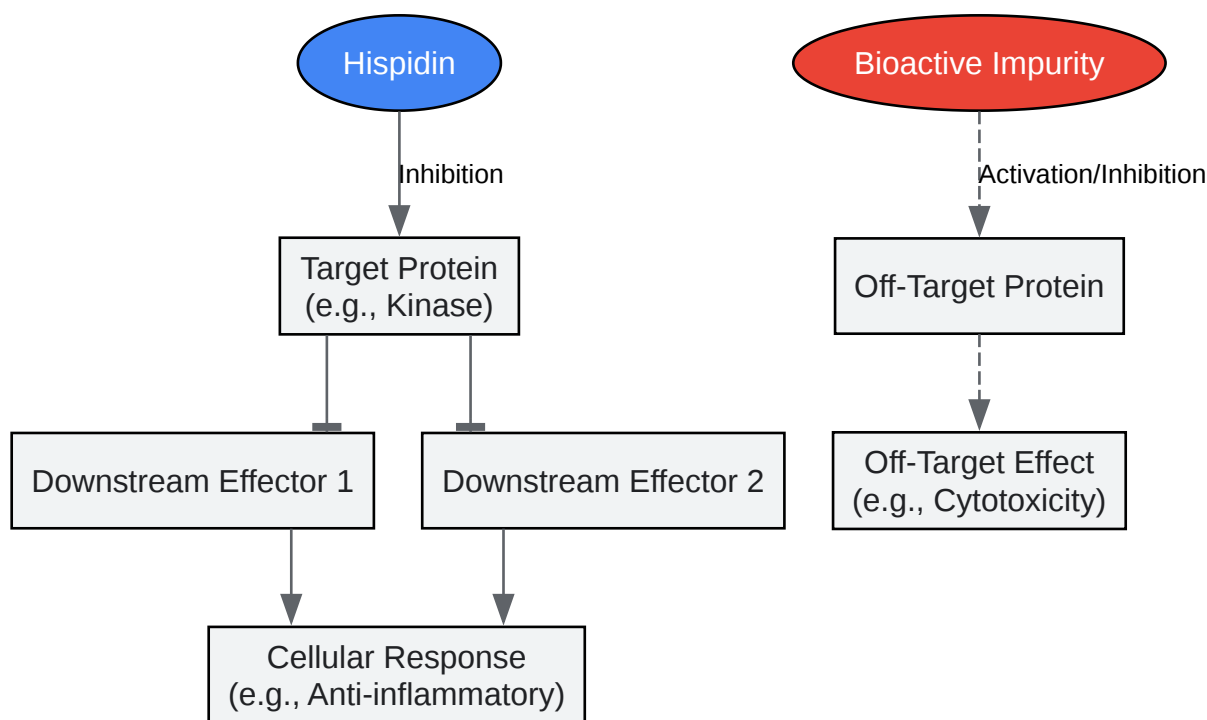 Hispidin
Bioactive Impurity
Inhibition
Activation/Inhibition
Target Protein
(e.g., Kinase)
Off-Target Protein
Downstream Effector 1
Downstream Effector 2
Off-Target Effect
(e.g., Cytotoxicity)
Cellular Response
(e.g., Anti-inflammatory)